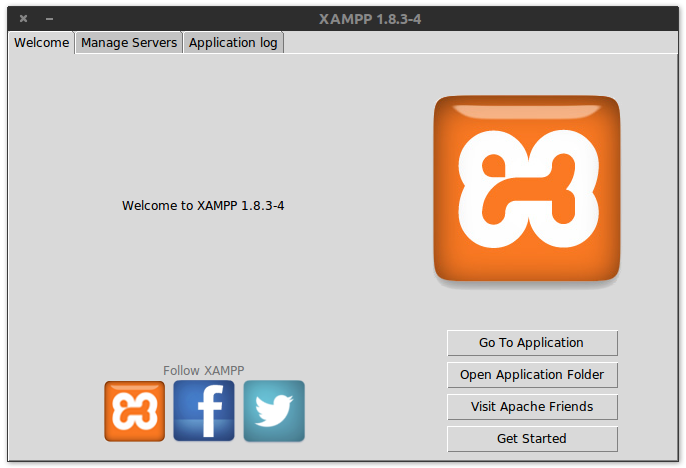 XAMPP 1.8.3-4
Welcome
Manage Servers
Application log
Welcome to XAMPP 1.8.3-4
Follow XAMPP
Go To Application
Open Application Folder
Visit Apache Friends
Get Started